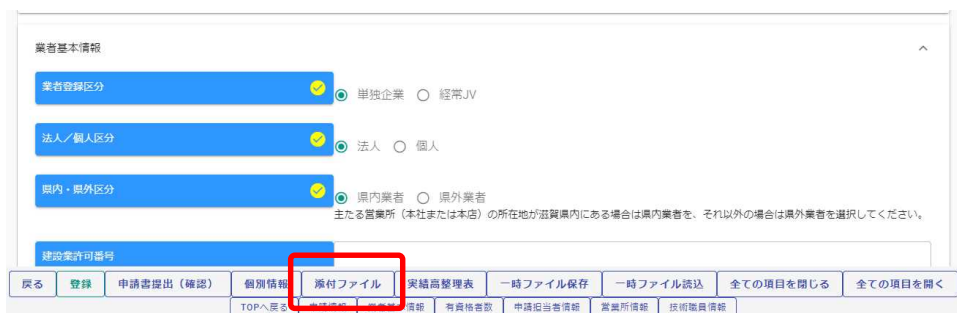 業者基本情報
業者登録区分
単独企業 経常JV
法人／個人区分
法人 個人
県内・県外区分
県内業者 県外業者
主たる営業所（本社または本店）の所在地が滋賀県内にある場合は県内業者を、それ以外の場合は県外業者を選択してください。
建設業許可番号
戻る 登録 申請書提出（確認） 個別情報 添付ファイル 実績高整理表 一時ファイル保存 一時ファイル読込 全ての項目を閉じる 全ての項目を開く
TOPへ戻る 申請情報 業者基本情報 有資格者数 申請担当者情報 営業所情報 技術職員情報